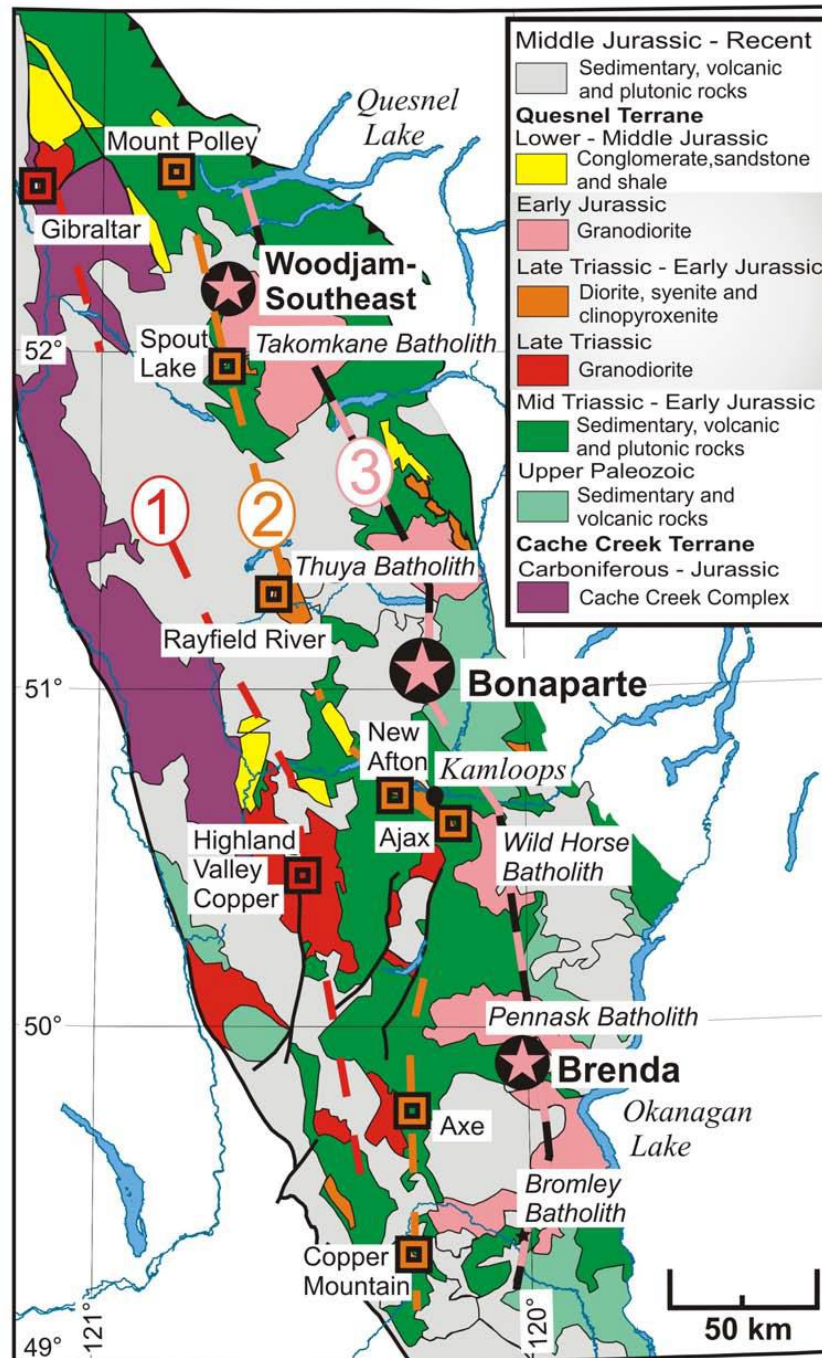 Middle Jurassic - Recent
Sedimentary, volcanic
and plutonic rocks
Quesnel Terrane
Lower - Middle Jurassic
Conglomerate,sandstone
and shale
Early Jurassic
Granodiorite
Late Triassic - Early Jurassic
Diorite, syenite and
clinopyroxenite
Late Triassic
Granodiorite
Mid Triassic - Early Jurassic
Sedimentary, volcanic
and plutonic rocks
Upper Paleozoic
Sedimentary and
volcanic rocks
Cache Creek Terrane
Carboniferous - Jurassic
Cache Creek Complex
Quesnel
Lake
Mount Polley
Gibraltar
Woodjam-
Southeast
52°
Spout
Lake
Takomkane Batholith
1
2
3
Thuya Batholith
Rayfield River
51°
Bonaparte
New
Afton
Kamloops
Ajax
Highland
Valley
Copper
Wild Horse
Batholith
50°
Pennask Batholith
Brenda
Axe
Okanagan
Lake
Bromley
Batholith
Copper
Mountain
49°
121°
120°
50 km